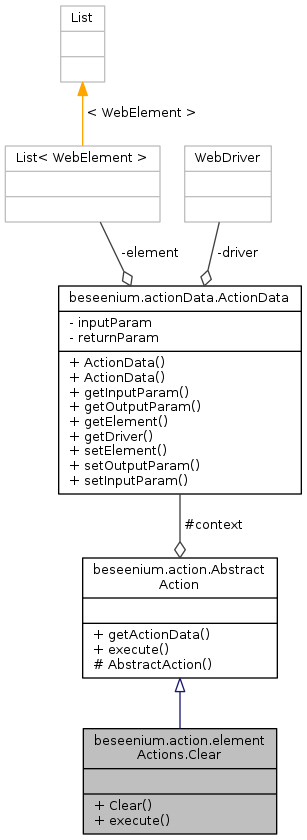 List
< WebElement >
List< WebElement >
WebDriver
-element
-driver
beseenium.actionData.ActionData
- inputParam
- returnParam
+ ActionData()
+ ActionData()
+ getInputParam()
+ getOutputParam()
+ getElement()
+ getDriver()
+ setElement()
+ setOutputParam()
+ setInputParam()
#context
beseenium.action.Abstract
Action
+ getActionData()
+ execute()
# AbstractAction()
beseenium.action.element
Actions.Clear
+ Clear()
+ execute()